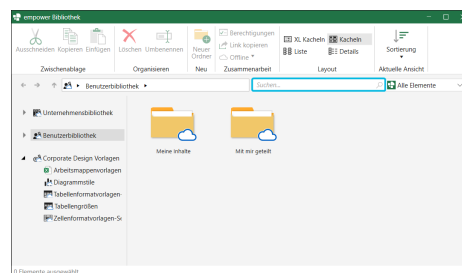 empower Bibliothek
Ausschneiden Kopieren Einfügen
Löschen Umbenennen
Neuer Ordner
Berechtigungen
Link kopieren
Offline
XL Kacheln Kacheln
Liste Details
Sortierung
Zwischenablage Organisieren Neu Zusammenarbeit Layout Aktuelle Ansicht
Benutzerbibliothek
Suchen...
Alle Elemente
Unternehmensbibliothek
Benutzerbibliothek
Corporate Design Vorlagen
Arbeitsmappenvorlagen
Diagrammstile
Tabellenformatvorlagen-
Tabellengrößen
Zellenformatvorlagen-Se
Meine Inhalte
Mit mir geteilt
0 Elemente ausgewählt